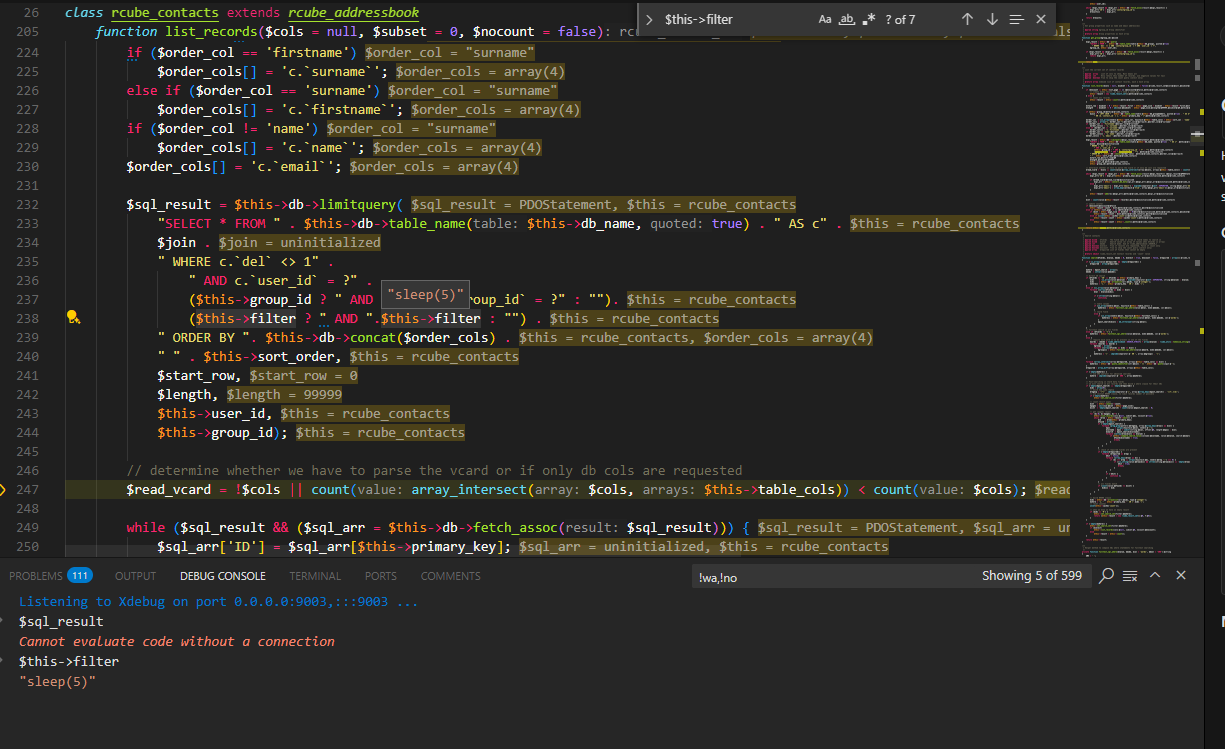 26 class rcube_contacts extends rcube_addressbook
205 function list_records($cols = null, $subset = 0, $nocount = false):
> $this->filter Aa ab .* ? of 7
224 if ($order_col == 'firstname') $order_col = "surname"
225 $order_cols[] = 'c.`surname`'; $order_cols = array(4)
226 else if ($order_col == 'surname') $order_col = "surname"
227 $order_cols[] = 'c.`firstname`'; $order_cols = array(4)
228 if ($order_col != 'name') $order_col = "surname"
229 $order_cols[] = 'c.`name`'; $order_cols = array(4)
230 $order_cols[] = 'c.`email`'; $order_cols = array(4)
231
232 $sql_result = $this->db->limitquery( $sql_result = PDOStatement, $this = rcube_contacts
233 "SELECT * FROM " . $this->db->table_name(table: $this->db_name, quoted: true) . " AS c" . $this = rcube_contacts
234 $join . $join = uninitialized
235 " WHERE c.`del` <> 1" .
236 " AND c.`user_id` = ?" .
237 ($this->group_id ? " AND "sleep(5)" oup_id` = ?" : ""). $this = rcube_contacts
238 ($this->filter ? " AND ".$this->filter : "") . $this = rcube_contacts
239 " ORDER BY ". $this->db->concat($order_cols) . $this = rcube_contacts, $order_cols = array(4)
240 " " . $this->sort_order, $this = rcube_contacts
241 $start_row, $start_row = 0
242 $length, $length = 99999
243 $this->user_id, $this = rcube_contacts
244 $this->group_id); $this = rcube_contacts
245
246 // determine whether we have to parse the vcard or if only db cols are requested
247 $read_vcard = !$cols || count(value: array_intersect(array: $cols, arrays: $this->table_cols)) < count(value: $cols); $read
248
249 while ($sql_result && ($sql_arr = $this->db->fetch_assoc(result: $sql_result))) { $sql_result = PDOStatement, $sql_arr = un
250 $sql_arr['ID'] = $sql_arr[$this->primary_key]; $sql_arr = uninitialized, $this = rcube_contacts
PROBLEMS 111 OUTPUT DEBUG CONSOLE TERMINAL PORTS COMMENTS !wa,!no Showing 5 of 599
Listening to Xdebug on port 0.0.0.0:9003,:::9003 ...
$sql_result
Cannot evaluate code without a connection
$this->filter
"sleep(5)"